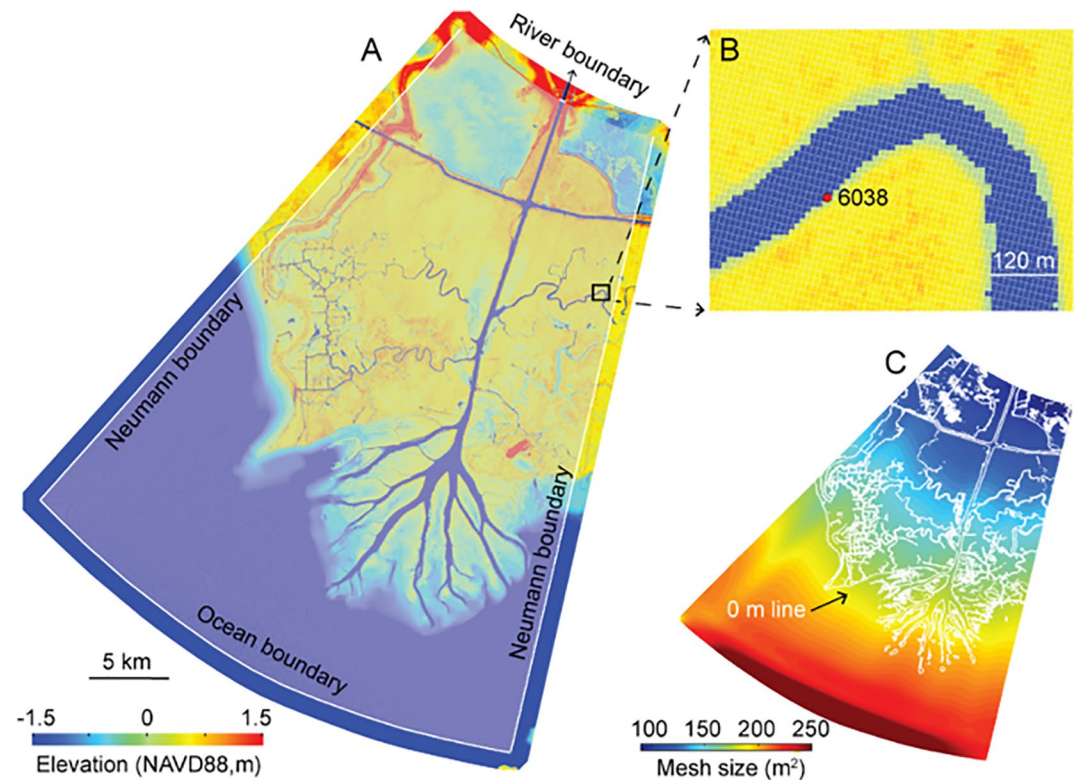 A
River boundary
B
6038
120 m
Neumann boundary
Neumann boundary
Ocean boundary
5 km
-1.5 0 1.5
Elevation (NAVD88,m)
C
0 m line
100 150 200 250
Mesh size (m²)